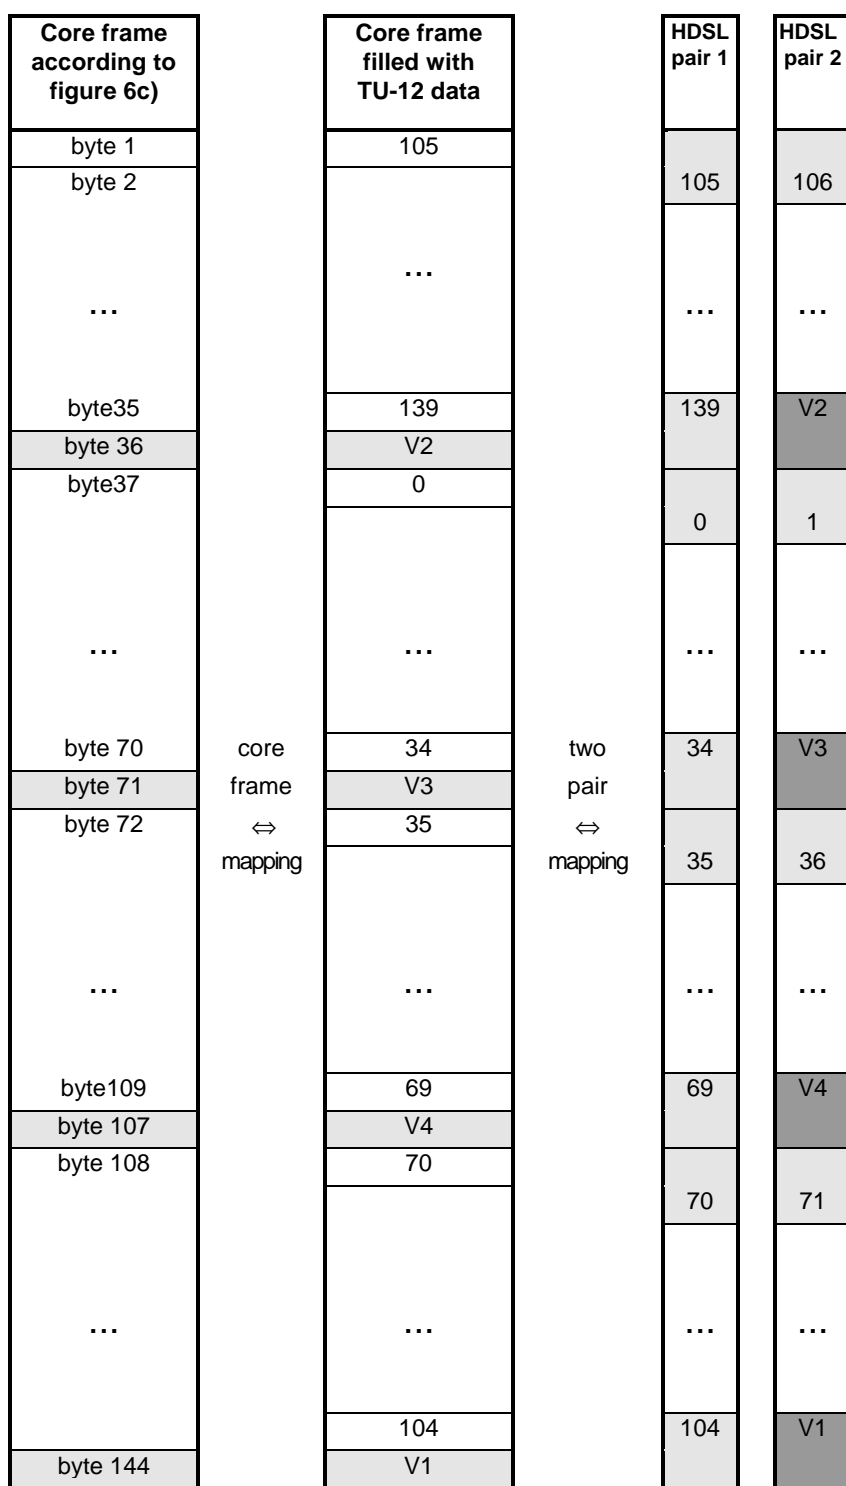 Core frame
according to
figure 6c)
Core frame
filled with
TU-12 data
HDSL
pair 1
HDSL
pair 2
byte 1 105
byte 2 105 106
...
... ... ...
byte35 139 139 V2
byte 36 V2
byte37 0
0 1
... ... ... ...
byte 70 core 34 two 34 V3
byte 71 frame V3 pair
byte 72 ⇔ 35 ⇔
mapping mapping 35 36
... ... ... ...
byte109 69 69 V4
byte 107 V4
byte 108 70
70 71
... ... ... ...
104 104 V1
byte 144 V1